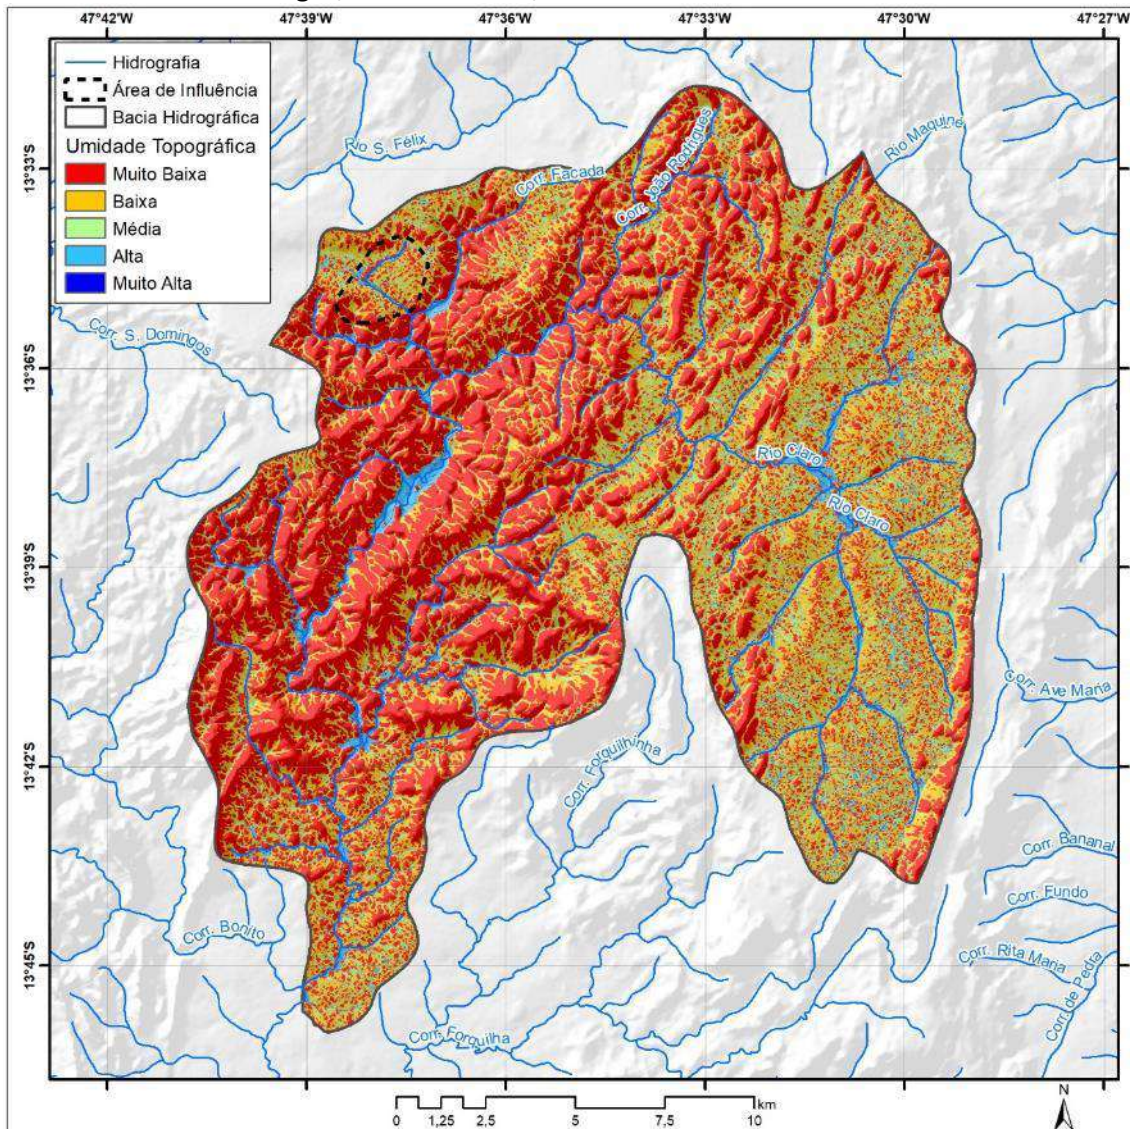 47°42'W
47°39'W
47°36'W
47°33'W
47°30'W
47°27'W
Hidrografia
Área de Influência
Bacia Hidrográfica
Umidade Topográfica
Muito Baixa
Baixa
Média
Alta
Muito Alta
Rio S. Félix
Corr. Facada
Corr. João Rodrigues
Rio Maquiné
13°33'S
Corr. S. Domingos
13°36'S
Rio Claro
Rio Claro
13°39'S
Corr. Ave Maria
13°42'S
Corr. Forquilhinha
Corr. Bananal
Corr. Fundo
Corr. Bonito
Corr. Rita Maria
13°45'S
Corr. de Pedra
Corr. Forquilha
N
km
0
1,25
2,5
5
7,5
10